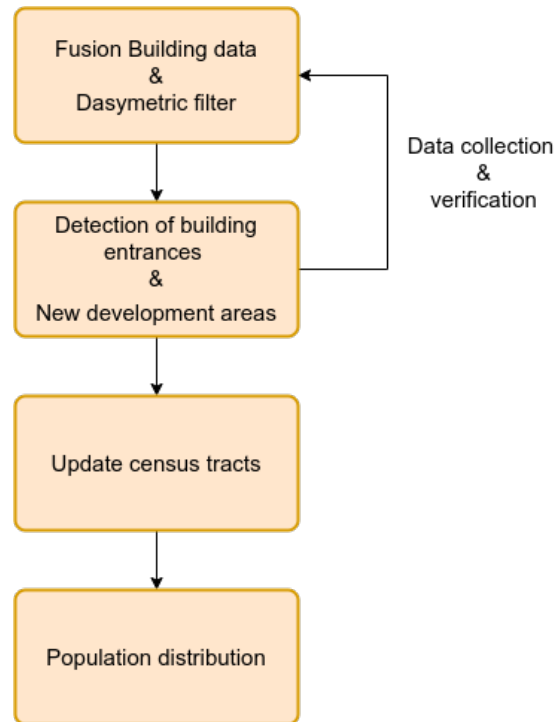 Fusion Building data
&
Dasymetric filter
Data collection
&
verification
Detection of building
entrances
&
New development areas
Update census tracts
Population distribution